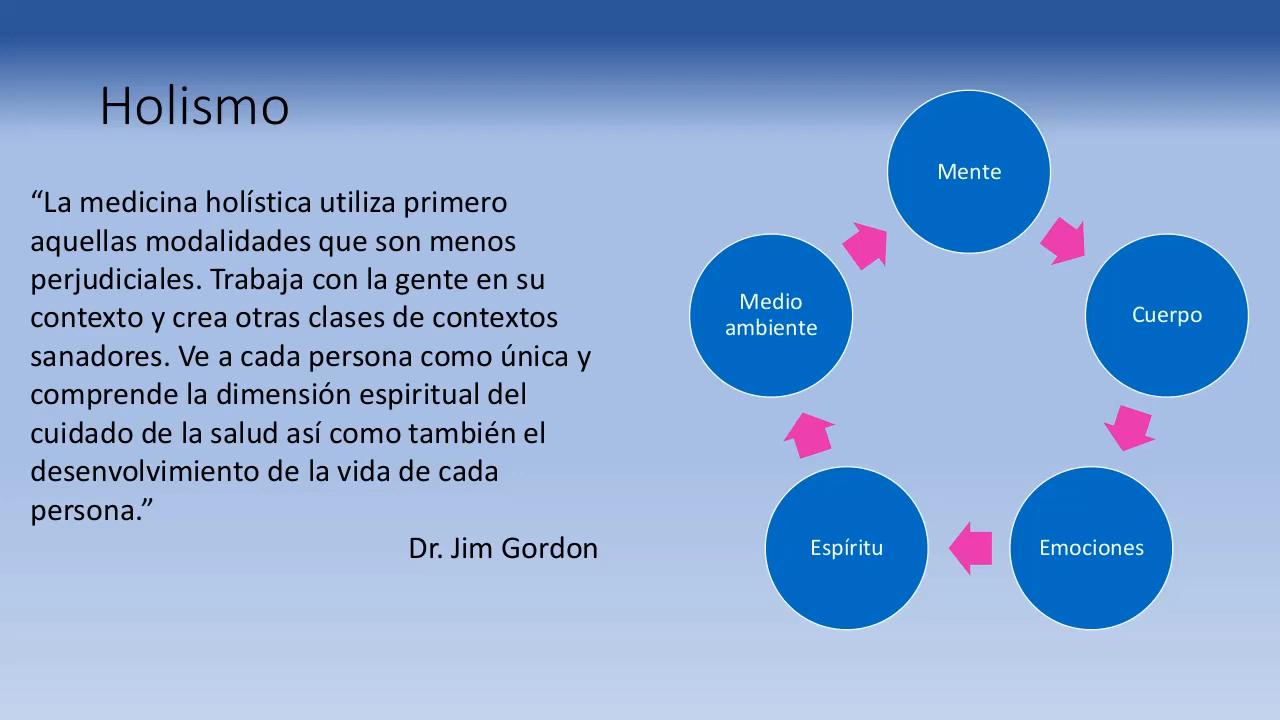 Holismo
“La medicina holística utiliza primero
aquellas modalidades que son menos
perjudiciales. Trabaja con la gente en su
contexto y crea otras clases de contextos
sanadores. Ve a cada persona como única y
comprende la dimensión espiritual del
cuidado de la salud así como también el
desenvolvimiento de la vida de cada
persona.”
Dr. Jim Gordon
Mente
Cuerpo
Emociones
Espíritu
Medio
ambiente